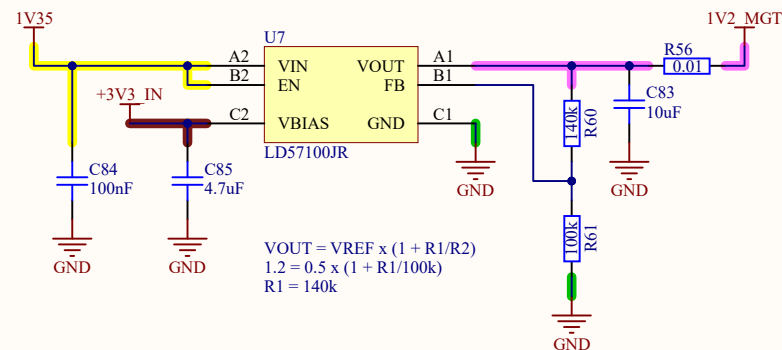 1V35
U7
1V2_MGT
A2
VIN
VOUT
A1
R56
0.01
B2
EN
FB
B1
+3V3_IN
C2
VBIAS
GND
C1
LD57100JR
C83
10uF
140k
R60
C84
100nF
C85
4.7uF
GND
GND
100k
R61
GND
GND
VOUT = VREF x (1 + R1/R2)
1.2 = 0.5 x (1 + R1/100k)
R1 = 140k
GND